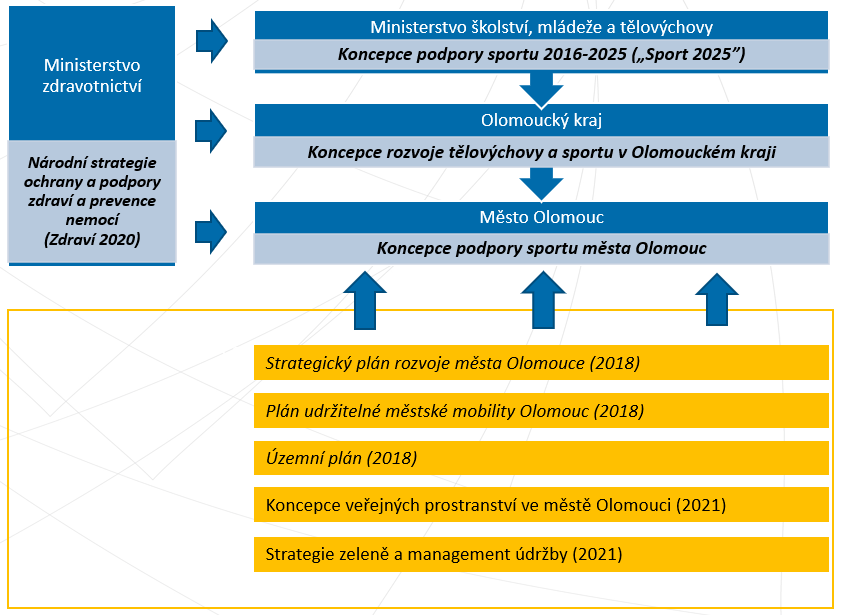 Ministerstvo
zdravotnictví
Národní strategie
ochrany a podpory
zdraví a prevence
nemocí
(Zdraví 2020)
Ministerstvo školství, mládeže a tělovýchovy
Koncepce podpory sportu 2016-2025 („Sport 2025”)
Olomoucký kraj
Koncepce rozvoje tělovýchovy a sportu v Olomouckém kraji
Město Olomouc
Koncepce podpory sportu města Olomouc
Strategický plán rozvoje města Olomouce (2018)
Plán udržitelné městské mobility Olomouc (2018)
Územní plán (2018)
Koncepce veřejných prostranství ve městě Olomouci (2021)
Strategie zeleně a management údržby (2021)